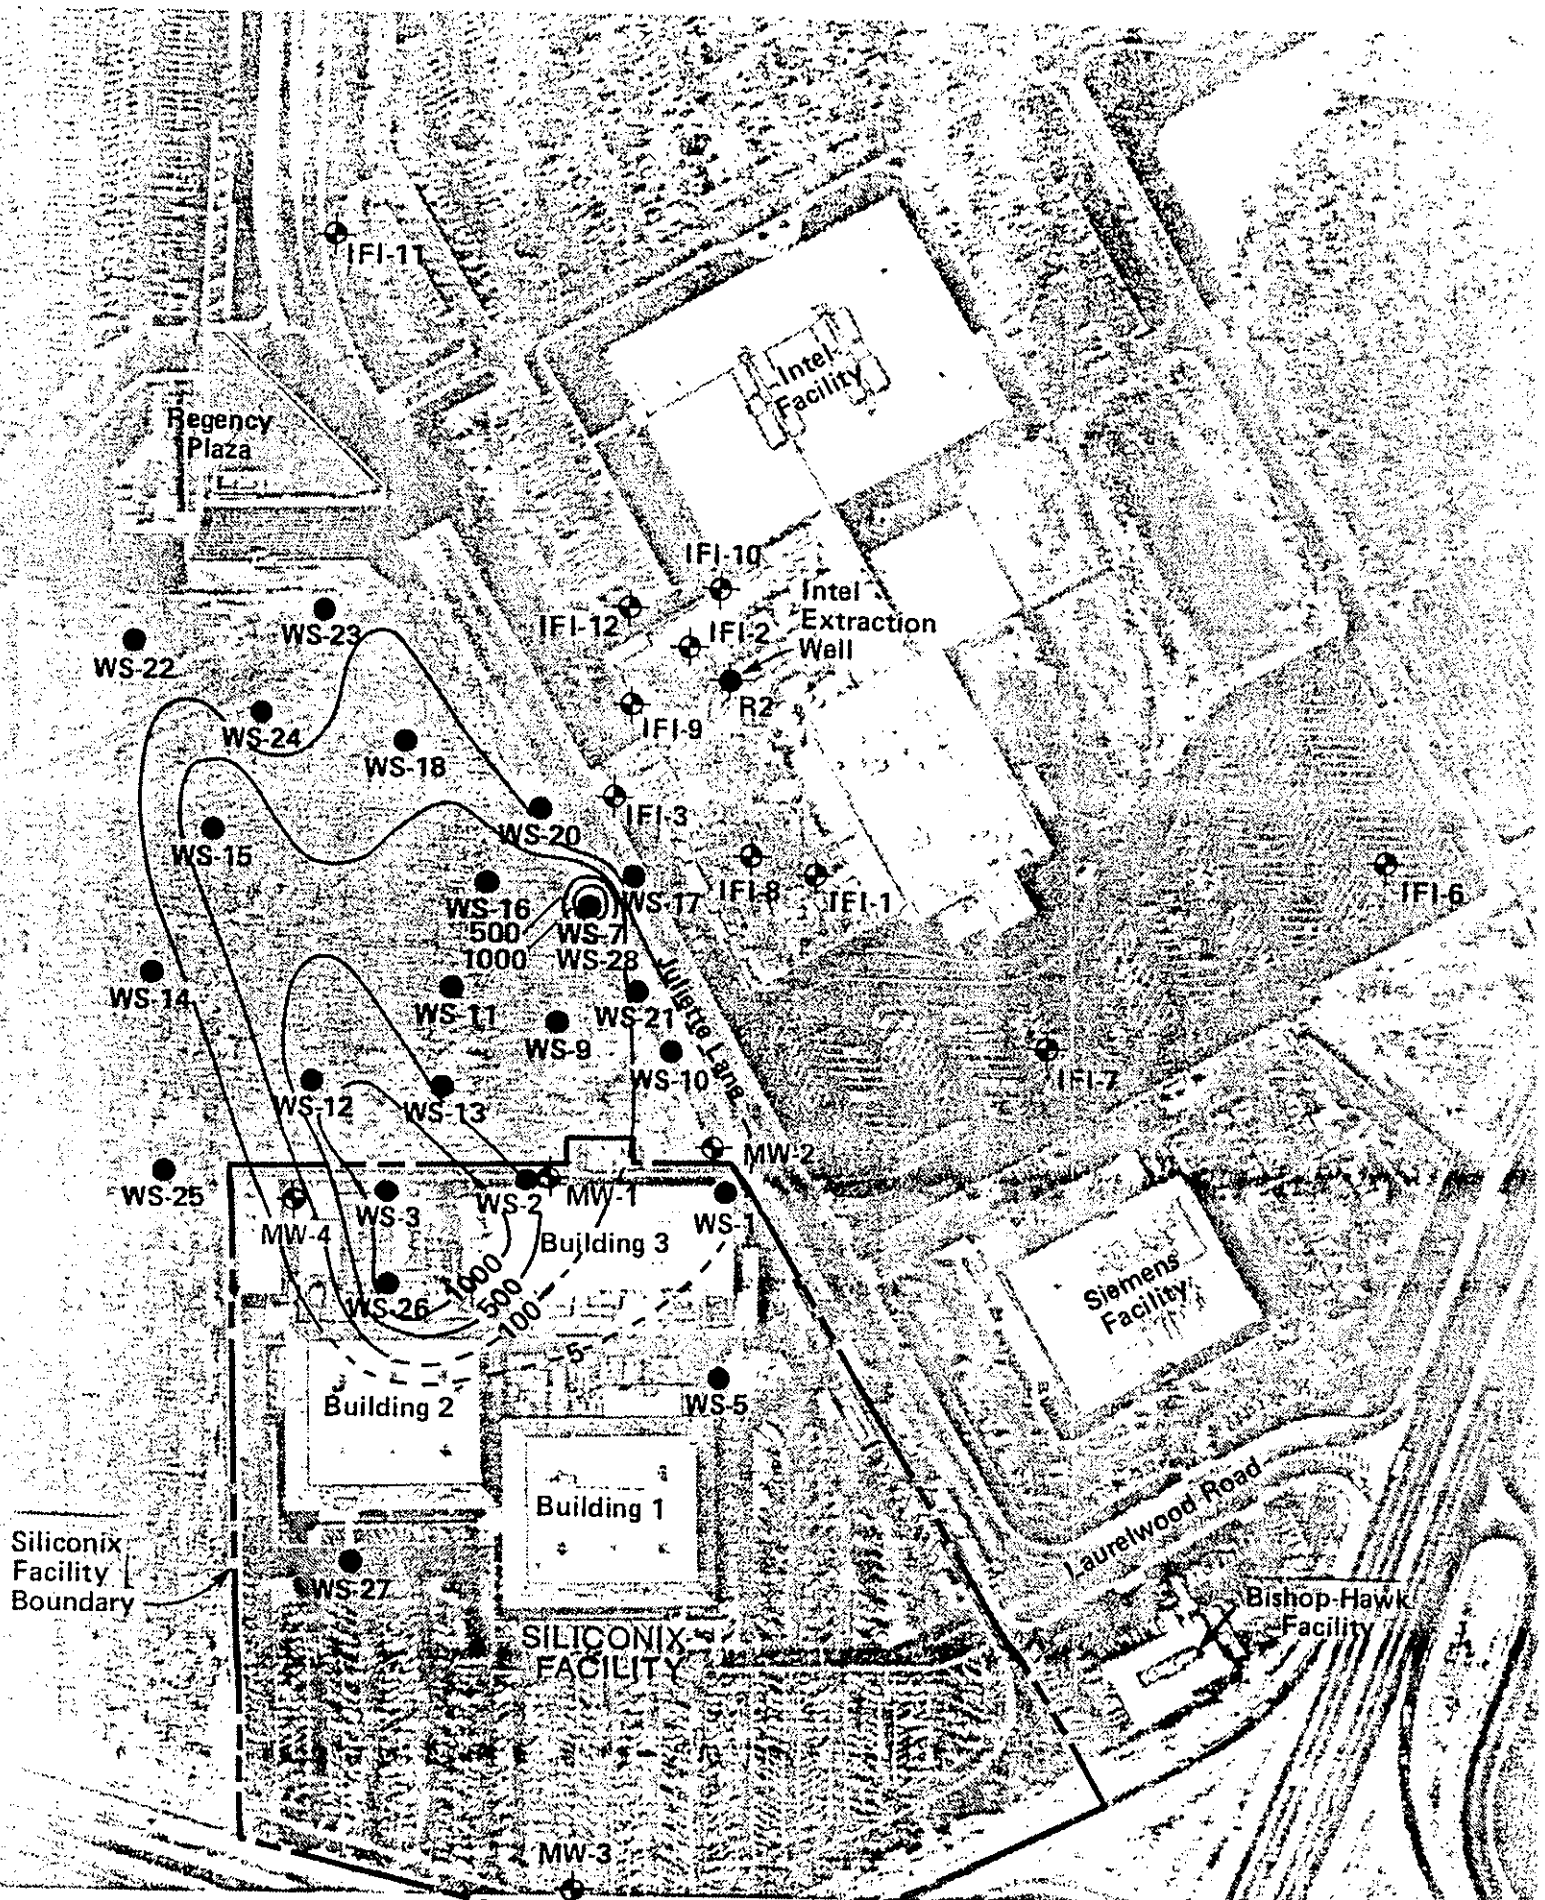 IFI-11
Intel
Facility
Regency
Plaza
IFI-10
Intel
Extraction
Well
IFI-12
IFI-2
WS-23
WS-22
R2
IFI-9
WS-24
WS-18
IFI-3
WS-20
WS-15
IFI-8
IFI-1
IFI-6
WS-17
WS-16
500
WS-7
1000
WS-28
Juliette Lane
WS-14
WS-11
WS-21
WS-9
WS-10
IFI-7
WS-12
WS-13
MW-2
WS-25
WS-2
MW-1
WS-3
WS-1
MW-4
Building 3
1000
500
100
5
WS-26
Siemens
Facility
WS-5
Building 2
Building 1
Laurelwood Road
Siliconix
Facility
Boundary
WS-27
Bishop-Hawk
Facility
SILICONIX
FACILITY
MW-3